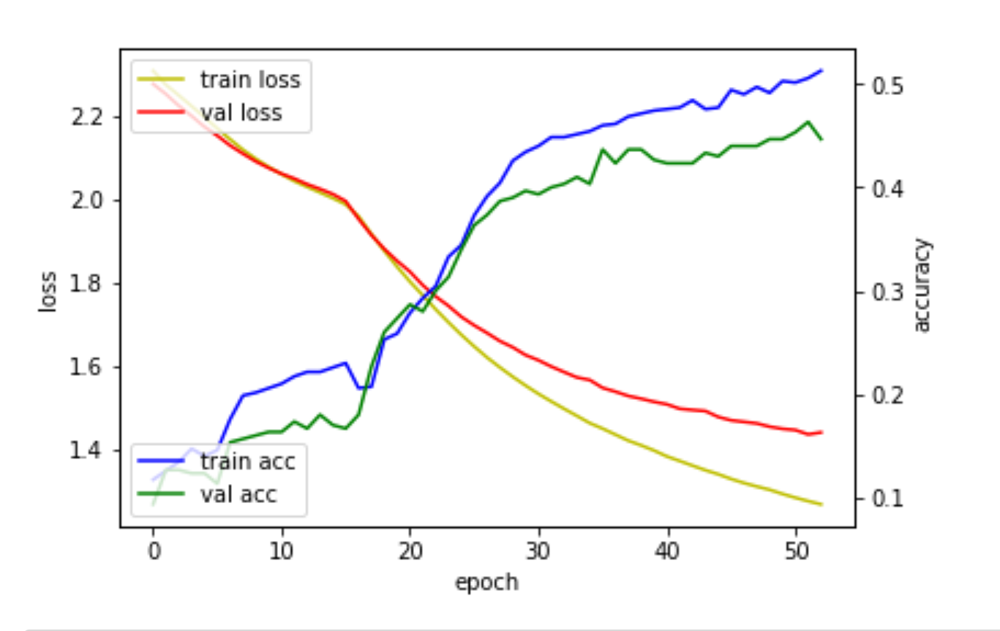 train loss
val loss
2.2
2.0
1.8
1.6
1.4
loss
0.5
0.4
0.3
0.2
0.1
accuracy
train acc
val acc
0 10 20 30 40 50
epoch